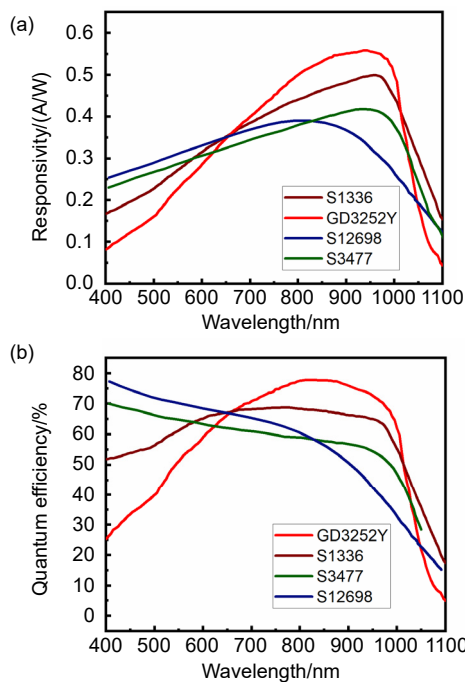 (a)
Responsivity/(A/W)
0.6
0.5
0.4
0.3
0.2
0.1
0.0
S1336
GD3252Y
S12698
S3477
400 500 600 700 800 900 1000 1100
Wavelength/nm
(b)
Quantum efficiency/%
80
70
60
50
40
30
20
10
0
GD3252Y
S1336
S3477
S12698
400 500 600 700 800 900 1000 1100
Wavelength/nm